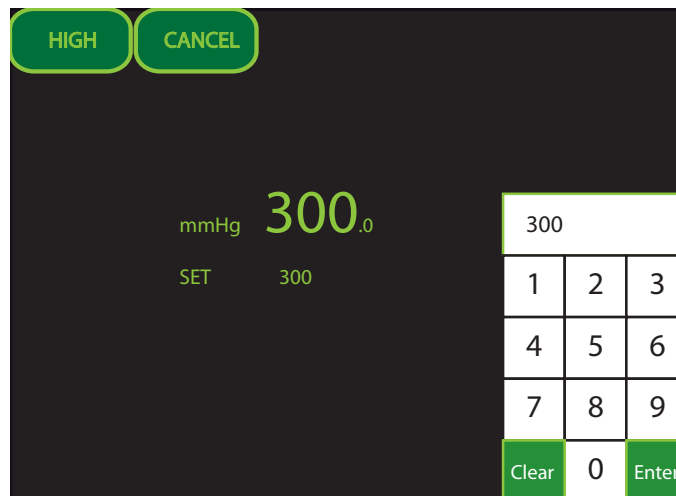 HIGH CANCEL
mmHg 300.0
SET 300
300
1 2 3
4 5 6
7 8 9
Clear 0 Enter